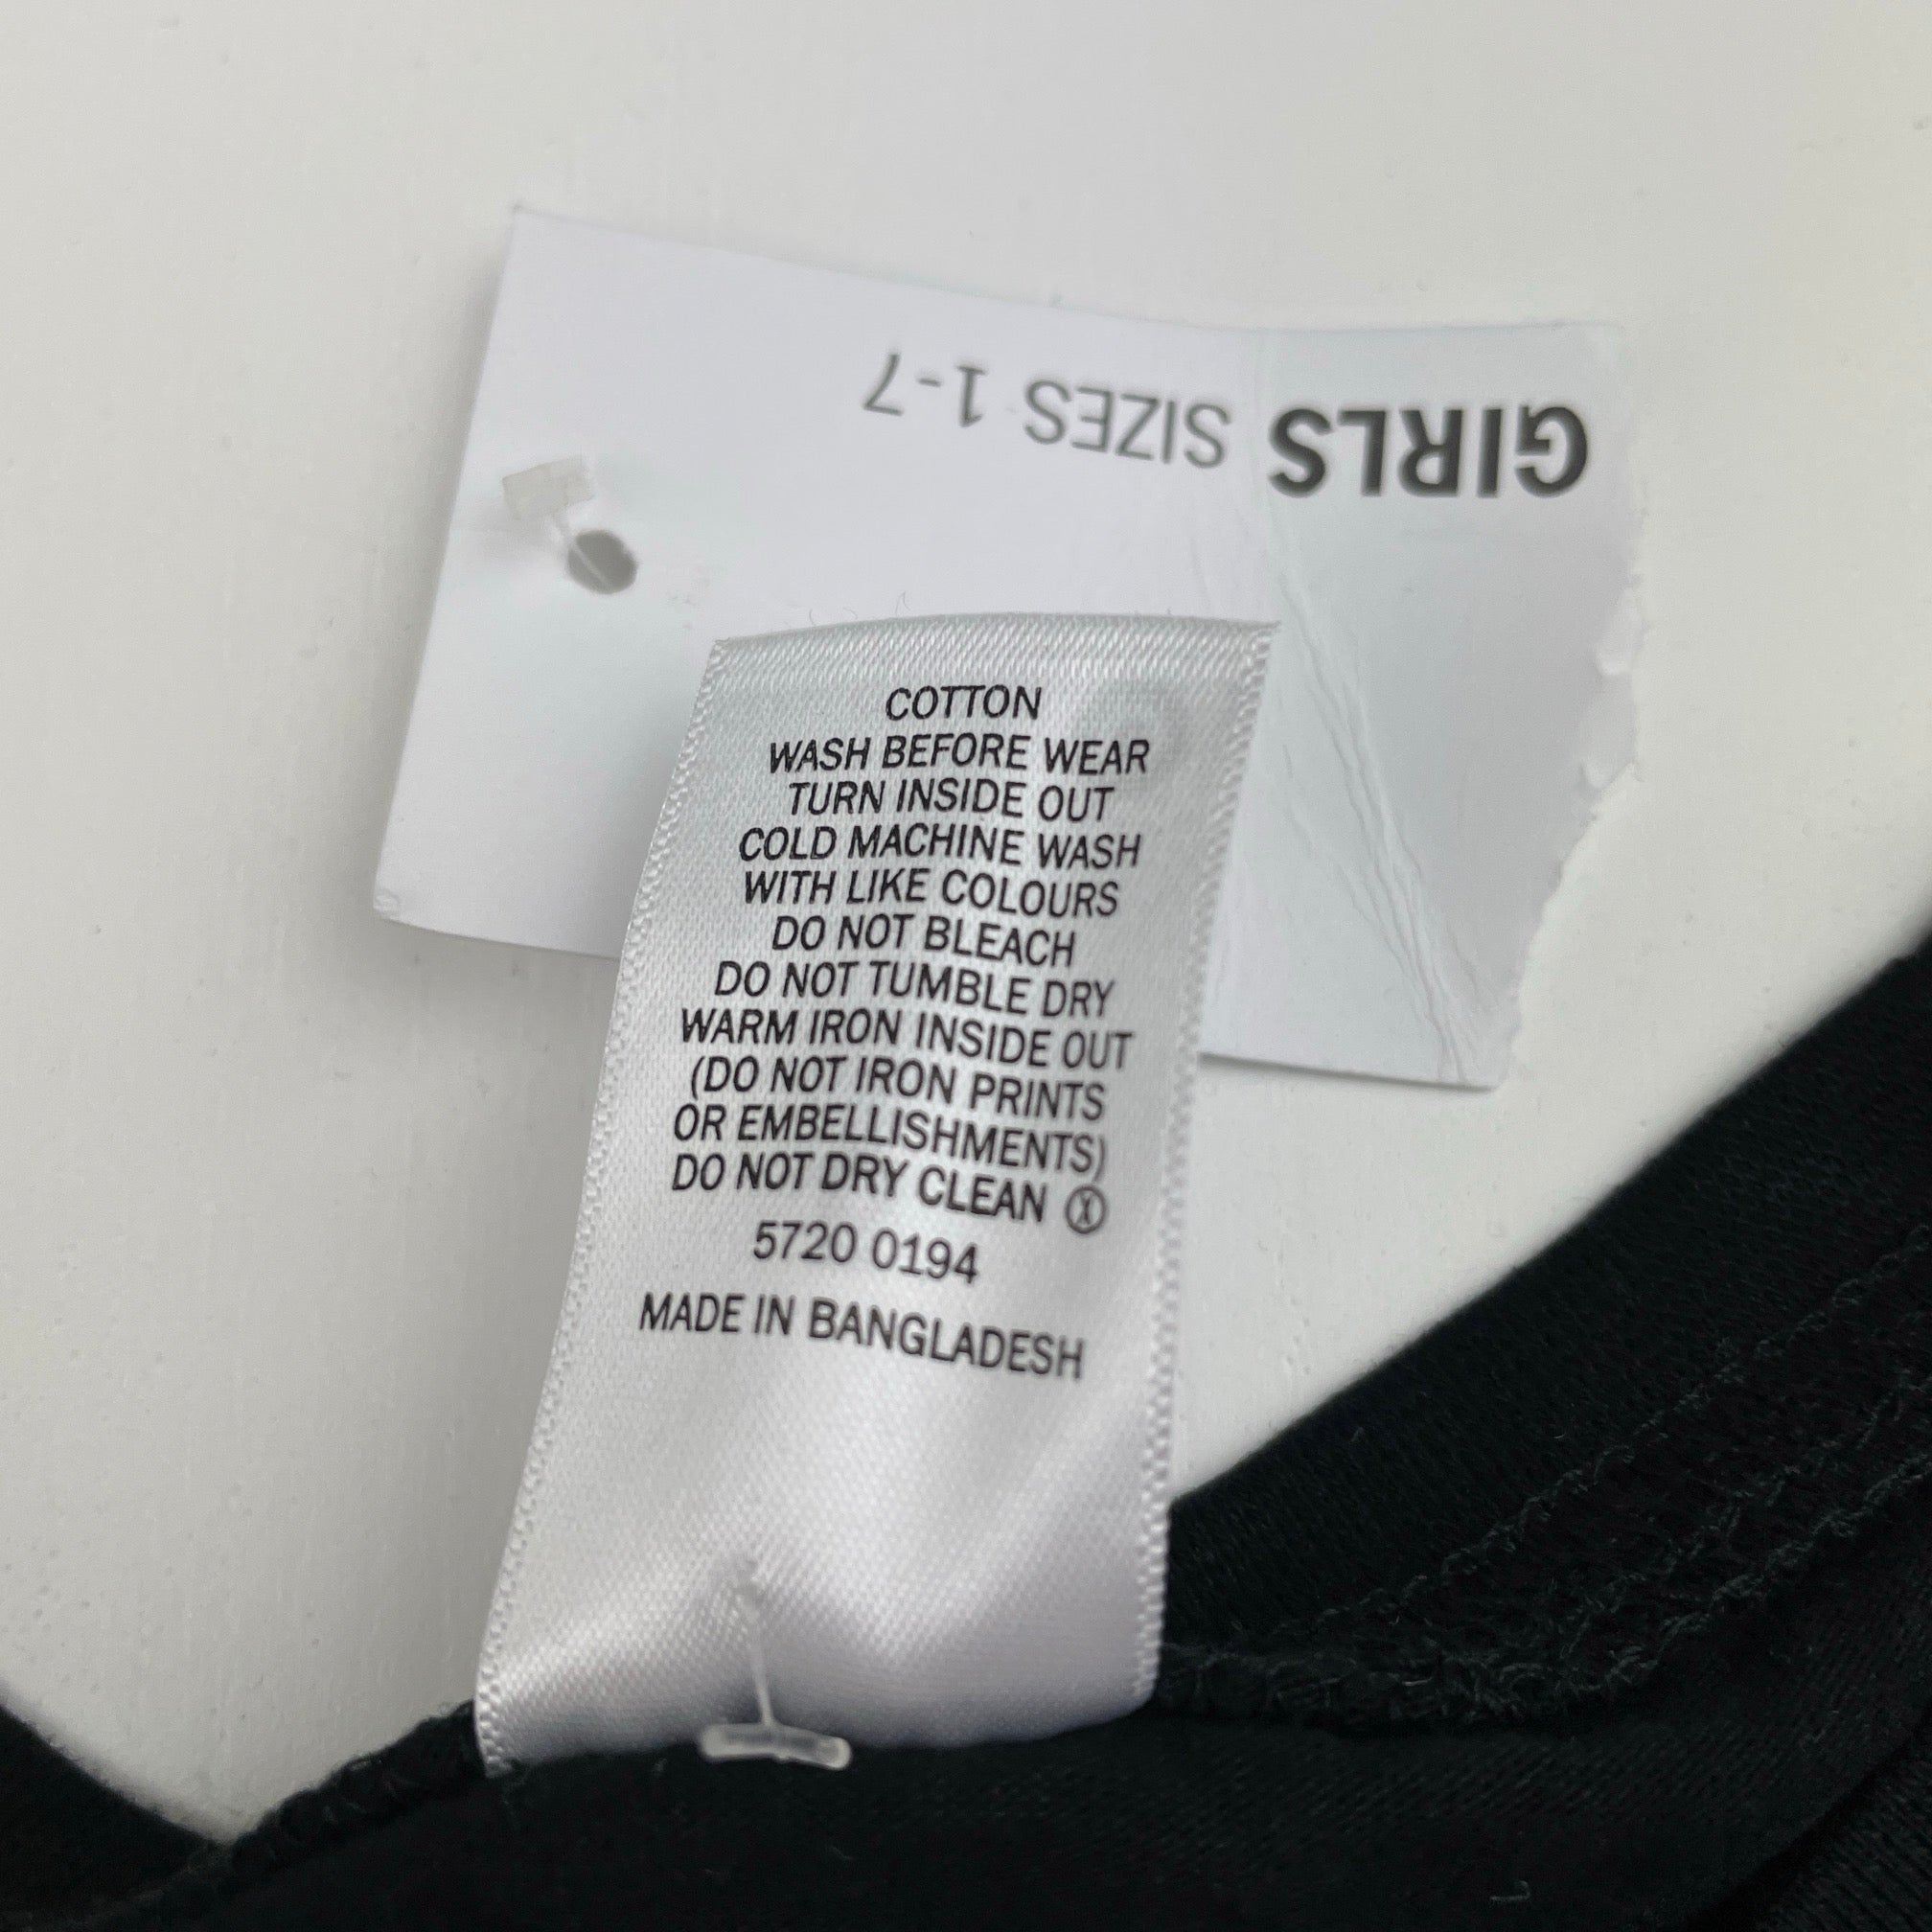 GIRLS SIZES 1-7
COTTON
WASH BEFORE WEAR
TURN INSIDE OUT
COLD MACHINE WASH
WITH LIKE COLOURS
DO NOT BLEACH
DO NOT TUMBLE DRY
WARM IRON INSIDE OUT
(DO NOT IRON PRINTS
OR EMBELLISHMENTS)
DO NOT DRY CLEAN Ⓧ
5720 0194
MADE IN BANGLADESH